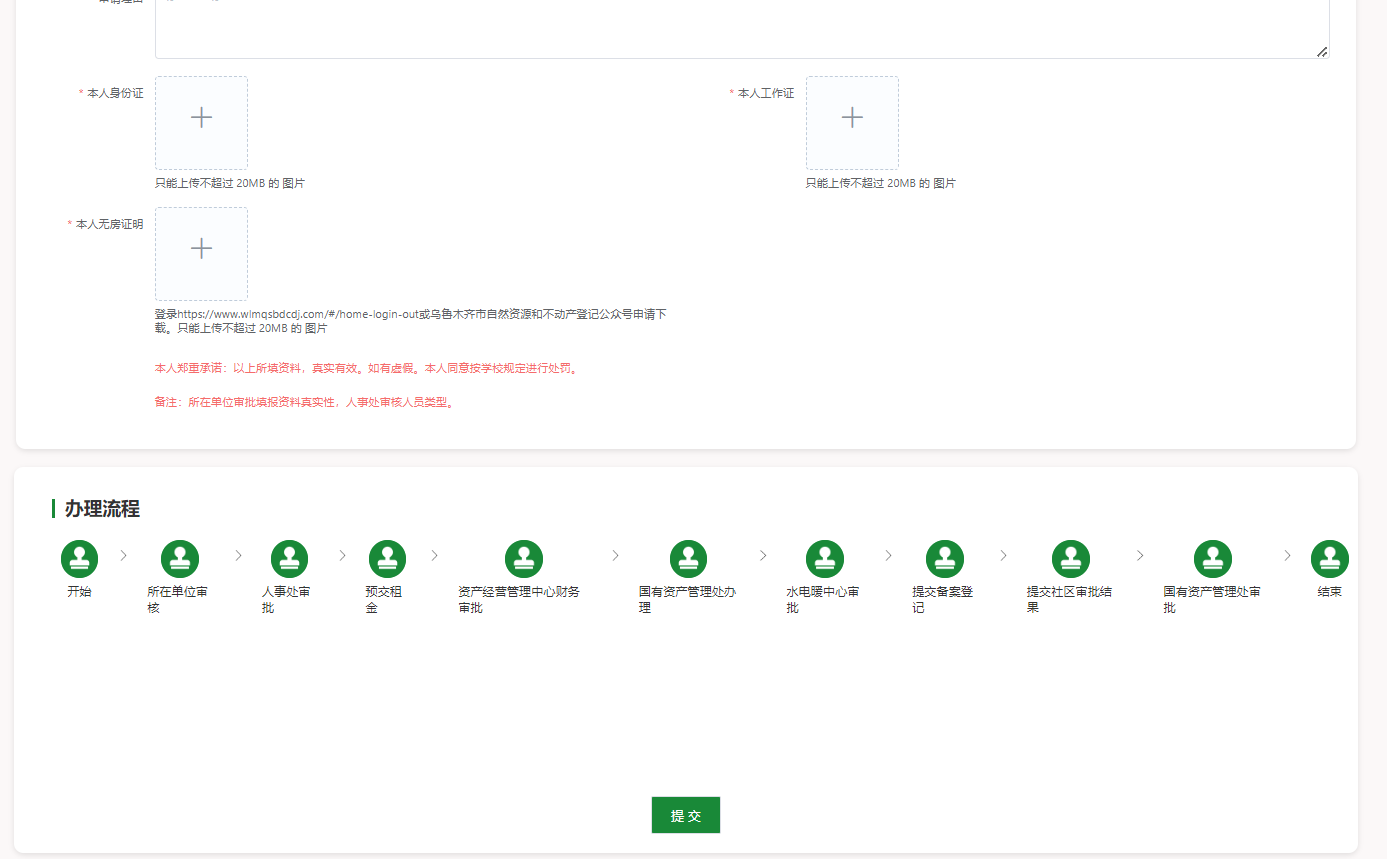 * 本人身份证
* 本人工作证
只能上传不超过 20MB 的 图片
只能上传不超过 20MB 的 图片
* 本人无房证明
登录https://www.wlmqsbdcdj.com/#/home-login-out或乌鲁木齐市自然资源和不动产登记公众号申请下
载。只能上传不超过 20MB 的 图片
本人郑重承诺：以上所填资料，真实有效。如有虚假。本人同意按学校规定进行处罚。
备注：所在单位审批填报资料真实性，人事处审核人员类型。
办理流程
开始
所在单位审
核
人事处审
批
预交租
金
资产经营管理中心财务
审批
国有资产管理处办
理
水电暖中心审
批
提交备案登
记
提交社区审批结
果
国有资产管理处审
批
结束
提 交